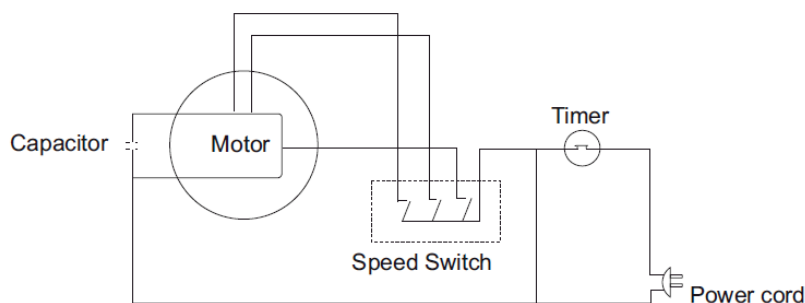 Timer
Capacitor
Motor
Speed Switch
Power cord